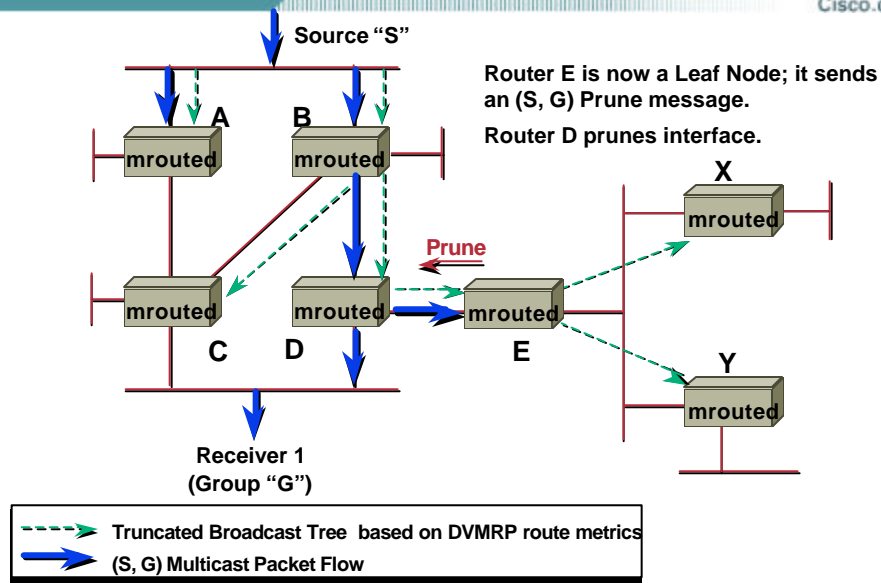 Source “S”
Router E is now a Leaf Node; it sends
an (S, G) Prune message.
Router D prunes interface.
A
B
mrouted
mrouted
X
mrouted
Prune
mrouted
mrouted
mrouted
C
D
E
Y
mrouted
Receiver 1
(Group “G”)
Truncated Broadcast Tree based on DVMRP route metrics
(S, G) Multicast Packet Flow